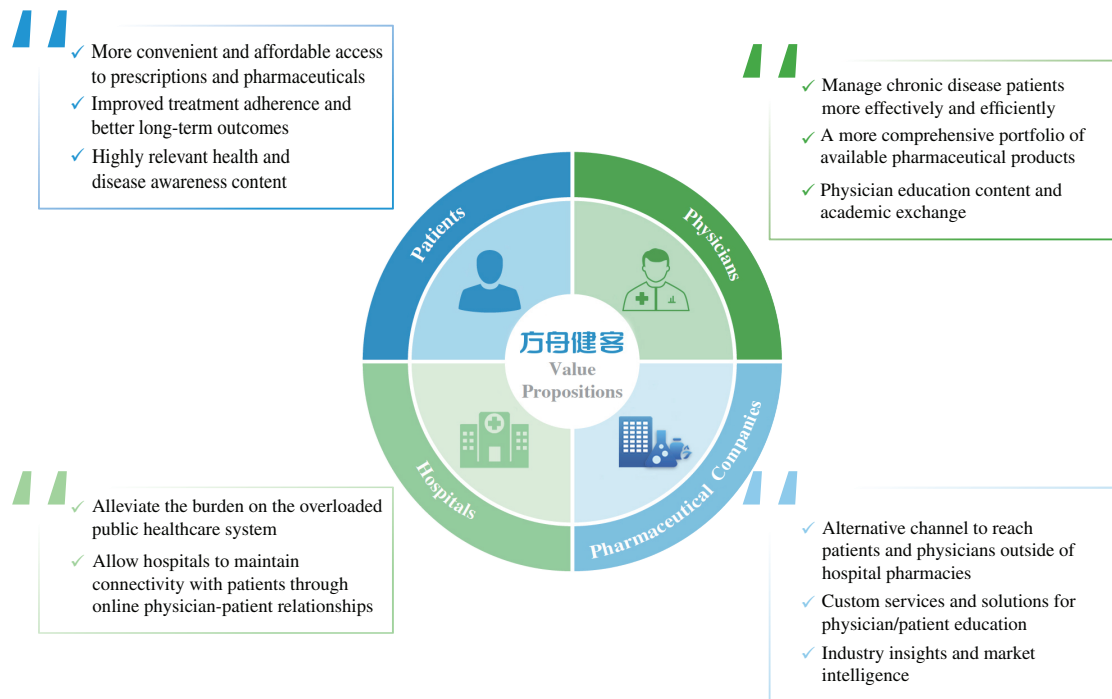 More convenient and affordable access
to prescriptions and pharmaceuticals
Improved treatment adherence and
better long-term outcomes
Highly relevant health and
disease awareness content
Manage chronic disease patients
more effectively and efficiently
A more comprehensive portfolio of
available pharmaceutical products
Physician education content and
academic exchange
Patients
Physicians
方舟健客
Value
Propositions
Hospitals
Pharmaceutical Companies
Alleviate the burden on the overloaded
public healthcare system
Allow hospitals to maintain
connectivity with patients through
online physician-patient relationships
Alternative channel to reach
patients and physicians outside of
hospital pharmacies
Custom services and solutions for
physician/patient education
Industry insights and market
intelligence